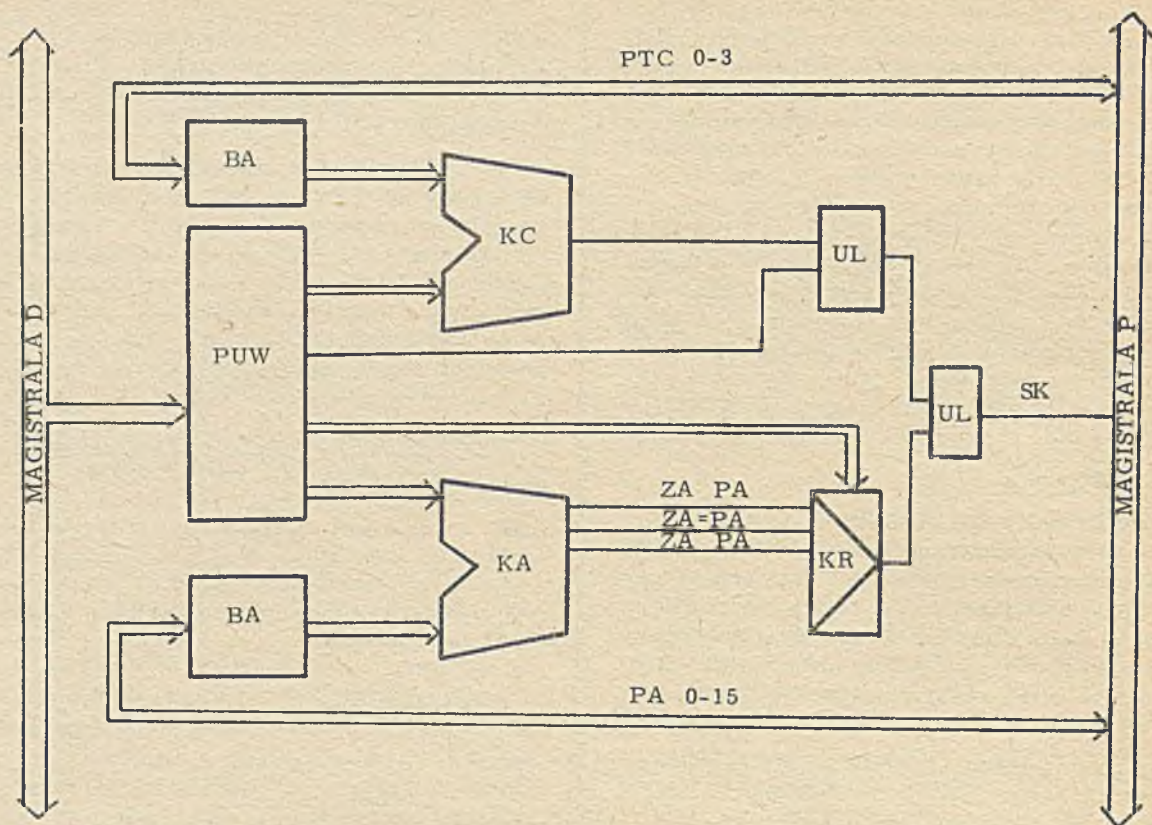 PTC 0-3
BA
KC
UL
PUW
MAGISTRALA D
MAGISTRALA P
UL
SK
ZA PA
ZA=PA
ZA PA
KR
KA
BA
PA 0-15